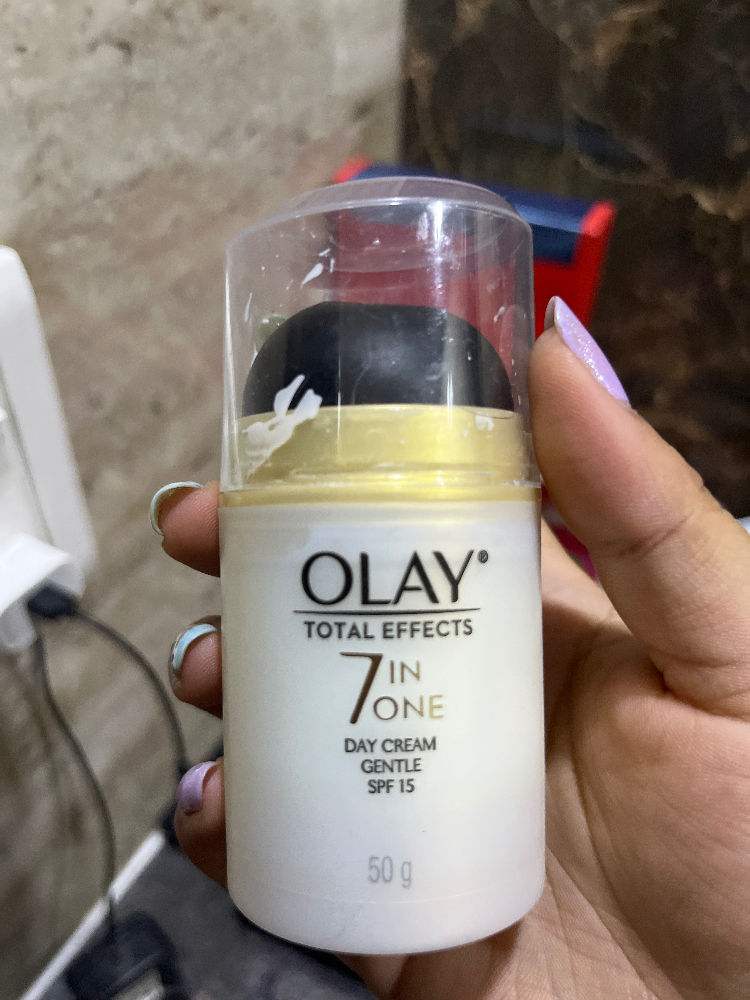 OLAY®
TOTAL EFFECTS
7 IN
ONE
DAY CREAM
GENTLE
SPF 15
50 g